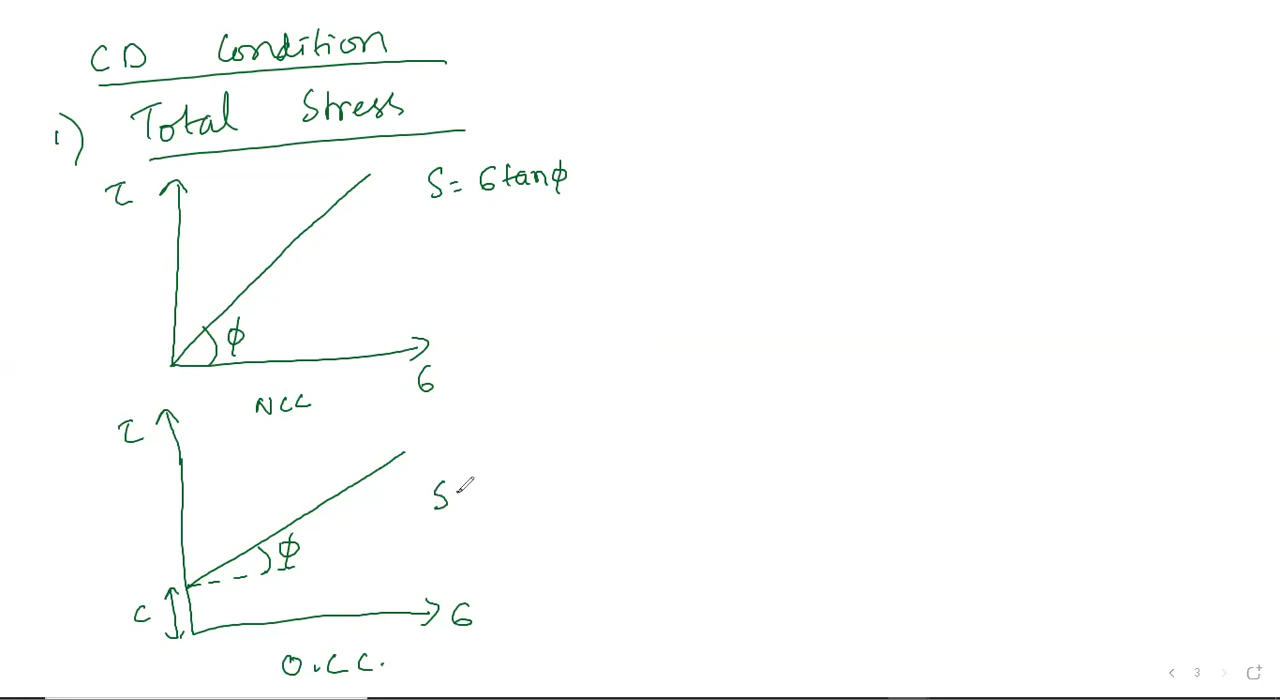 CD Condition
1) Total Stress
τ
S = σ tanϕ
ϕ
σ
NCC
τ
S
ϕ
C
σ
O.C.C.
3